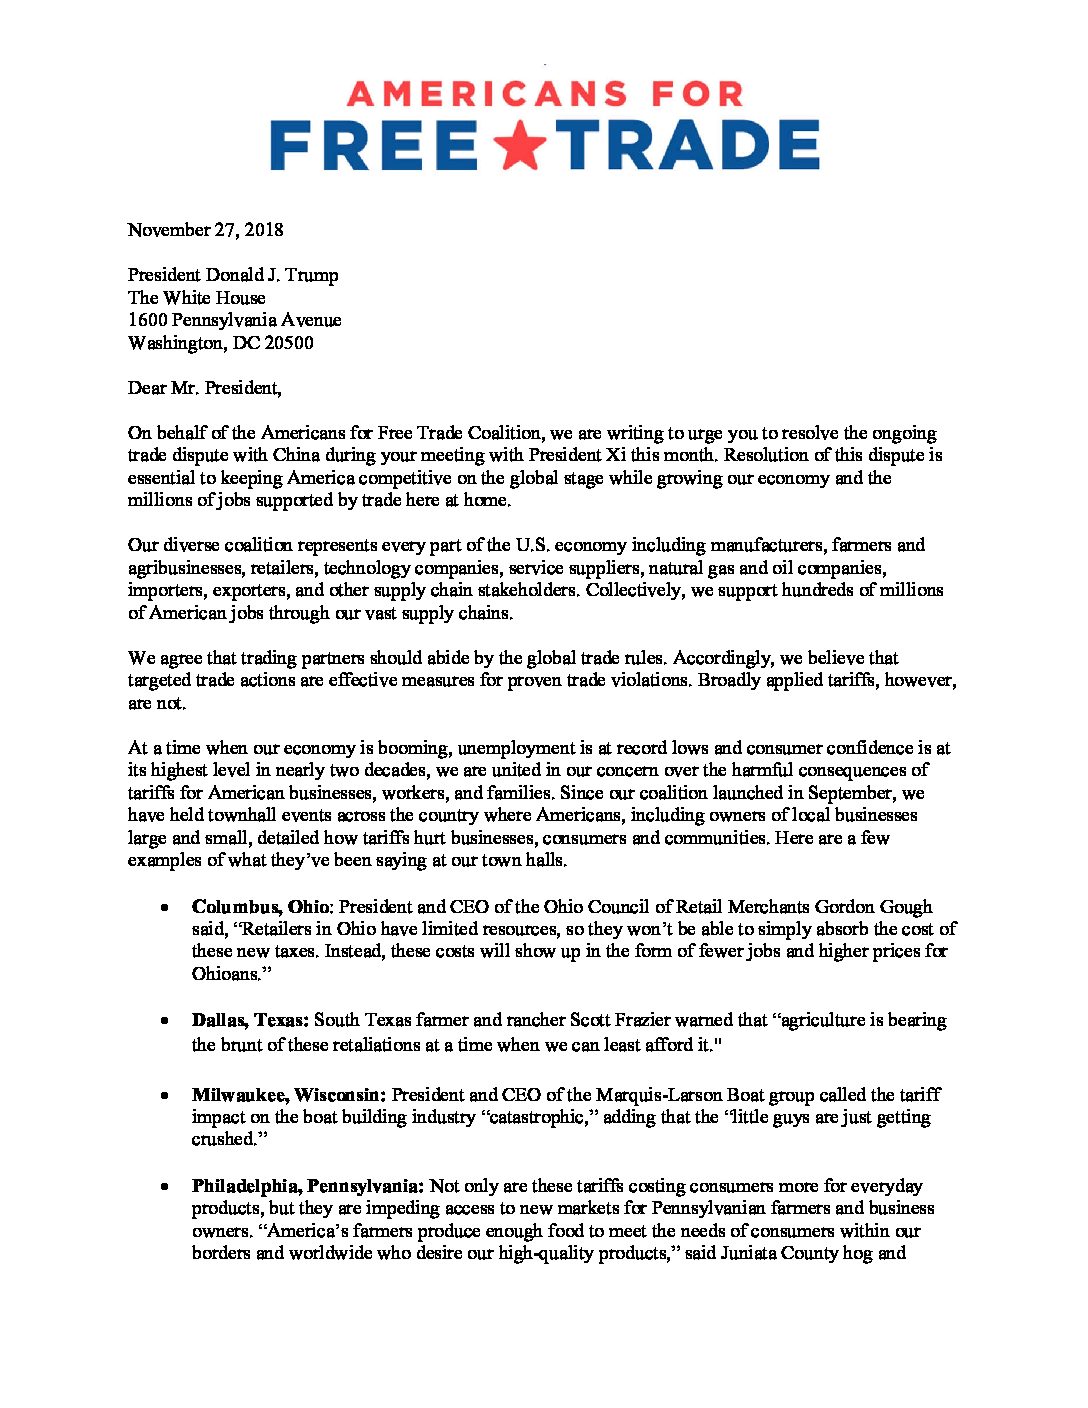 AMERICANS FOR
FREE★TRADE
November 27, 2018
President Donald J. Trump
The White House
1600 Pennsylvania Avenue
Washington, DC 20500
Dear Mr. President,
On behalf of the Americans for Free Trade Coalition, we are writing to urge you to resolve the ongoing
trade dispute with China during your meeting with President Xi this month. Resolution of this dispute is
essential to keeping America competitive on the global stage while growing our economy and the
millions of jobs supported by trade here at home.
Our diverse coalition represents every part of the U.S. economy including manufacturers, farmers and
agribusinesses, retailers, technology companies, service suppliers, natural gas and oil companies,
importers, exporters, and other supply chain stakeholders. Collectively, we support hundreds of millions
of American jobs through our vast supply chains.
We agree that trading partners should abide by the global trade rules. Accordingly, we believe that
targeted trade actions are effective measures for proven trade violations. Broadly applied tariffs, however,
are not.
At a time when our economy is booming, unemployment is at record lows and consumer confidence is at
its highest level in nearly two decades, we are united in our concern over the harmful consequences of
tariffs for American businesses, workers, and families. Since our coalition launched in September, we
have held townhall events across the country where Americans, including owners of local businesses
large and small, detailed how tariffs hurt businesses, consumers and communities. Here are a few
examples of what they’ve been saying at our town halls.
• Columbus, Ohio: President and CEO of the Ohio Council of Retail Merchants Gordon Gough
said, “Retailers in Ohio have limited resources, so they won’t be able to simply absorb the cost of
these new taxes. Instead, these costs will show up in the form of fewer jobs and higher prices for
Ohioans.”
• Dallas, Texas: South Texas farmer and rancher Scott Frazier warned that “agriculture is bearing
the brunt of these retaliations at a time when we can least afford it."
• Milwaukee, Wisconsin: President and CEO of the Marquis-Larson Boat group called the tariff
impact on the boat building industry “catastrophic,” adding that the “little guys are just getting
crushed.”
• Philadelphia, Pennsylvania: Not only are these tariffs costing consumers more for everyday
products, but they are impeding access to new markets for Pennsylvanian farmers and business
owners. “America’s farmers produce enough food to meet the needs of consumers within our
borders and worldwide who desire our high-quality products,” said Juniata County hog and